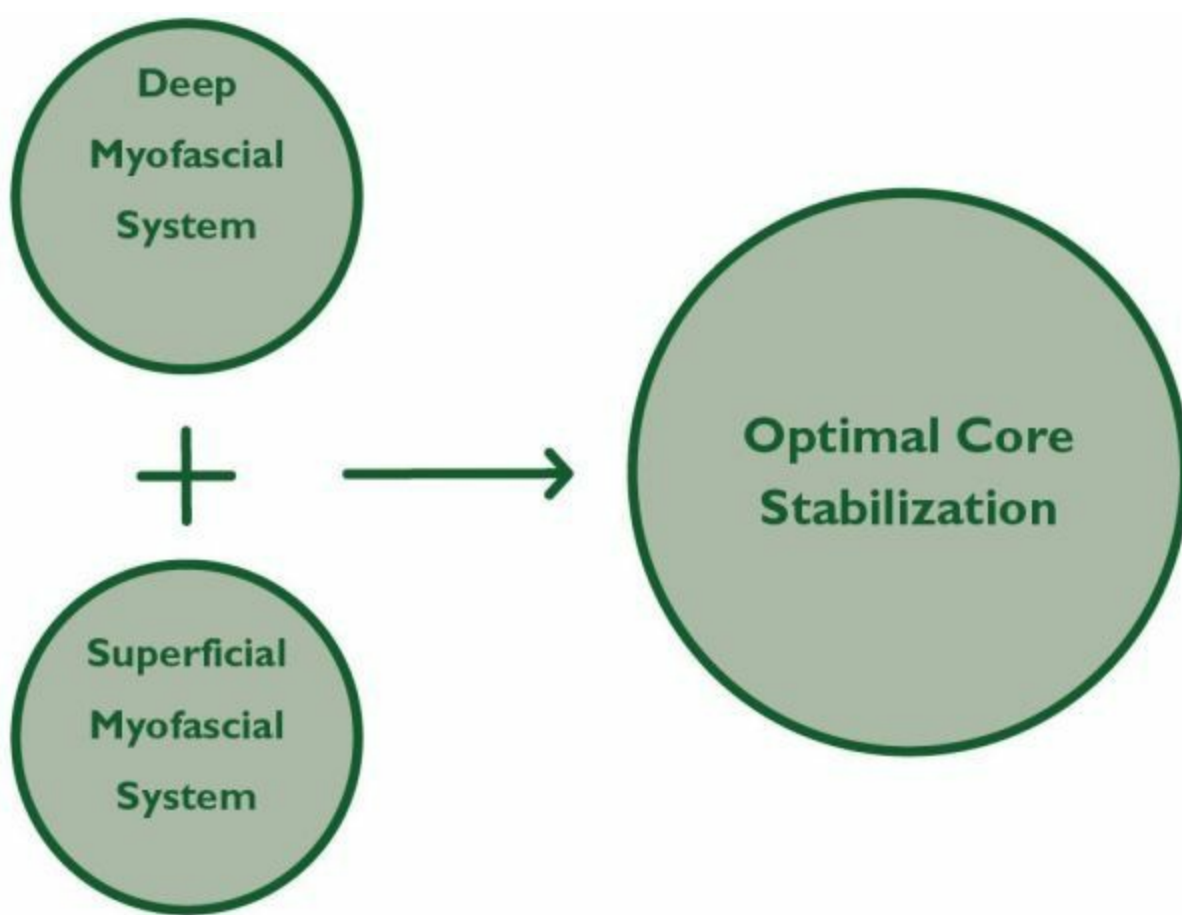 Deep
Myofascial
System
+
Superficial
Myofascial
System
Optimal Core
Stabilization